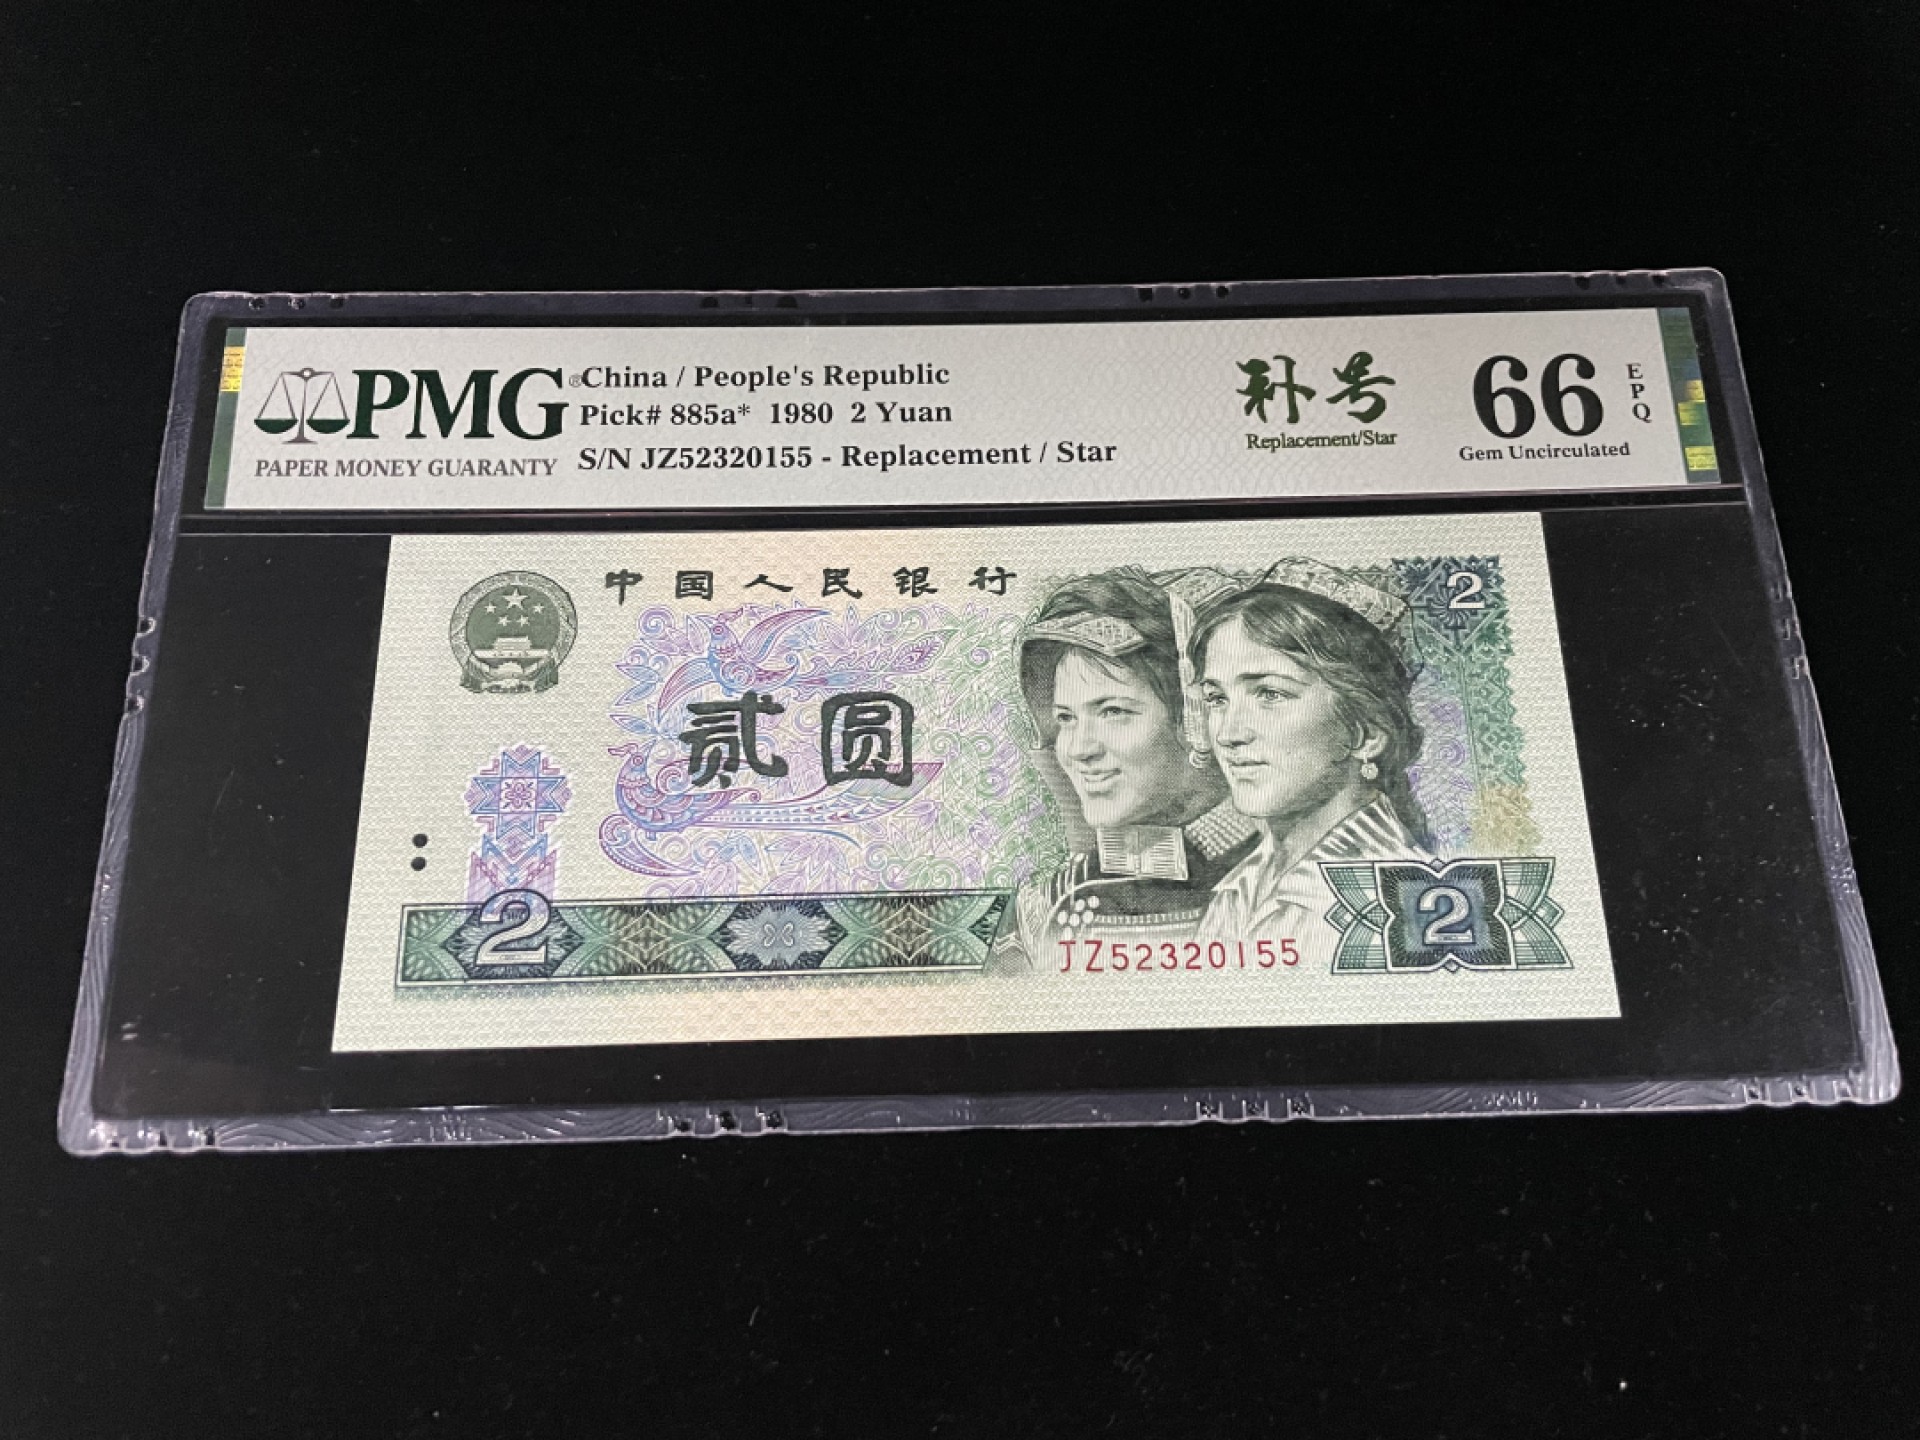 PMG®
PAPER MONEY GUARANTY
China / People's Republic
Pick# 885a* 1980 2 Yuan
S/N JZ52320155 - Replacement / Star
补号
Replacement/Star
66
EPQ
Gem Uncirculated
中国人民银行
2
贰圆
2
JZ52320155
2